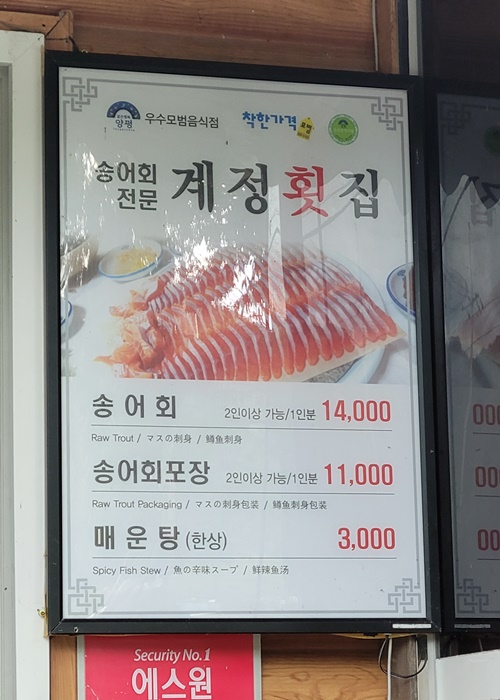 양평
우수모범음식점
착한가격
송어회
전문
계정횟집
송어회 2인이상 가능/1인분 14,000
Raw Trout / マスの刺身 / 鳟鱼刺身
송어회포장 2인이상 가능/1인분 11,000
Raw Trout Packaging / マスの刺身包装 / 鳟鱼刺身包装
매운탕 (한상) 3,000
Spicy Fish Stew / 魚の辛味スープ / 鲜辣鱼汤
Security No.1
에스원
00
00
00